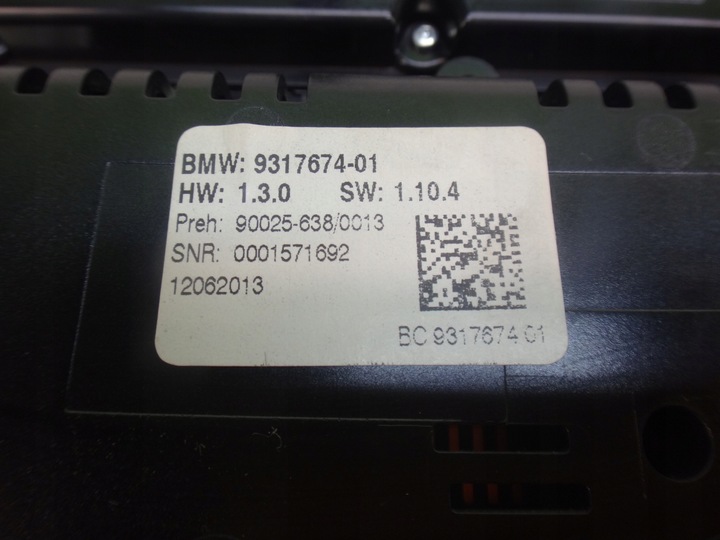 BMW: 9317674-01
HW: 1.3.0 SW: 1.10.4
Preh: 90025-638/0013
SNR: 0001571692
12062013
BC 9317674 01